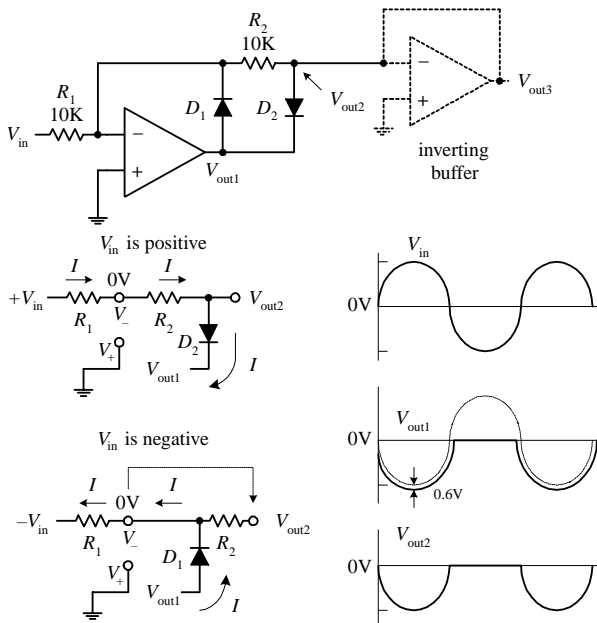 R2
10K
R1
10K
D1
D2
Vout2
−
+
Vout3
Vin
−
+
Vout1
inverting
buffer
Vin is positive
I
0V
I
+Vin
R1
V−
R2
Vout2
D2
V+
Vout1
I
Vin is negative
I
0V
I
−Vin
R1
V−
R2
Vout2
D1
V+
Vout1
I
Vin
0V
Vout1
0V
0.6V
Vout2
0V